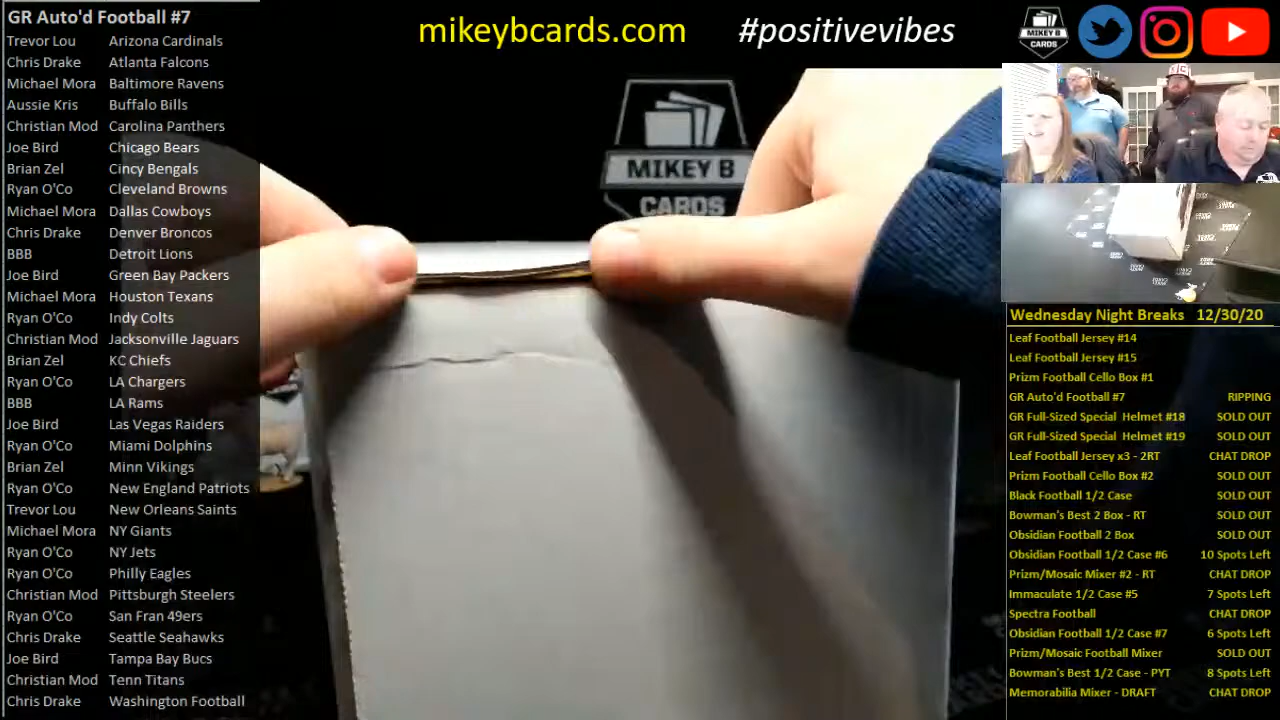 GR Auto'd Football #7
Trevor Lou Arizona Cardinals
Chris Drake Atlanta Falcons
Michael Mora Baltimore Ravens
Aussie Kris Buffalo Bills
Christian Mod Carolina Panthers
Joe Bird Chicago Bears
Brian Zel Cincy Bengals
Ryan O'Co Cleveland Browns
Michael Mora Dallas Cowboys
Chris Drake Denver Broncos
BBB Detroit Lions
Joe Bird Green Bay Packers
Michael Mora Houston Texans
Ryan O'Co Indy Colts
Christian Mod Jacksonville Jaguars
Brian Zel KC Chiefs
Ryan O'Co LA Chargers
BBB LA Rams
Joe Bird Las Vegas Raiders
Ryan O'Co Miami Dolphins
Brian Zel Minn Vikings
Ryan O'Co New England Patriots
Trevor Lou New Orleans Saints
Michael Mora NY Giants
Ryan O'Co NY Jets
Ryan O'Co Philly Eagles
Christian Mod Pittsburgh Steelers
Ryan O'Co San Fran 49ers
Chris Drake Seattle Seahawks
Joe Bird Tampa Bay Bucs
Christian Mod Tenn Titans
Chris Drake Washington Football
mikeybcards.com #positivevibes
MIKEY B
CARDS
MIKEY B
CARDS
Wednesday Night Breaks 12/30/20
Leaf Football Jersey #14
Leaf Football Jersey #15
Prizm Football Cello Box #1
GR Auto'd Football #7 RIPPING
GR Full-Sized Special Helmet #18 SOLD OUT
GR Full-Sized Special Helmet #19 SOLD OUT
Leaf Football Jersey x3 - 2RT CHAT DROP
Prizm Football Cello Box #2 SOLD OUT
Black Football 1/2 Case SOLD OUT
Bowman's Best 2 Box - RT SOLD OUT
Obsidian Football 2 Box SOLD OUT
Obsidian Football 1/2 Case #6 10 Spots Left
Prizm/Mosaic Mixer #2 - RT CHAT DROP
Immaculate 1/2 Case #5 7 Spots Left
Spectra Football CHAT DROP
Obsidian Football 1/2 Case #7 6 Spots Left
Prizm/Mosaic Football Mixer SOLD OUT
Bowman's Best 1/2 Case - PYT 8 Spots Left
Memorabilia Mixer - DRAFT CHAT DROP